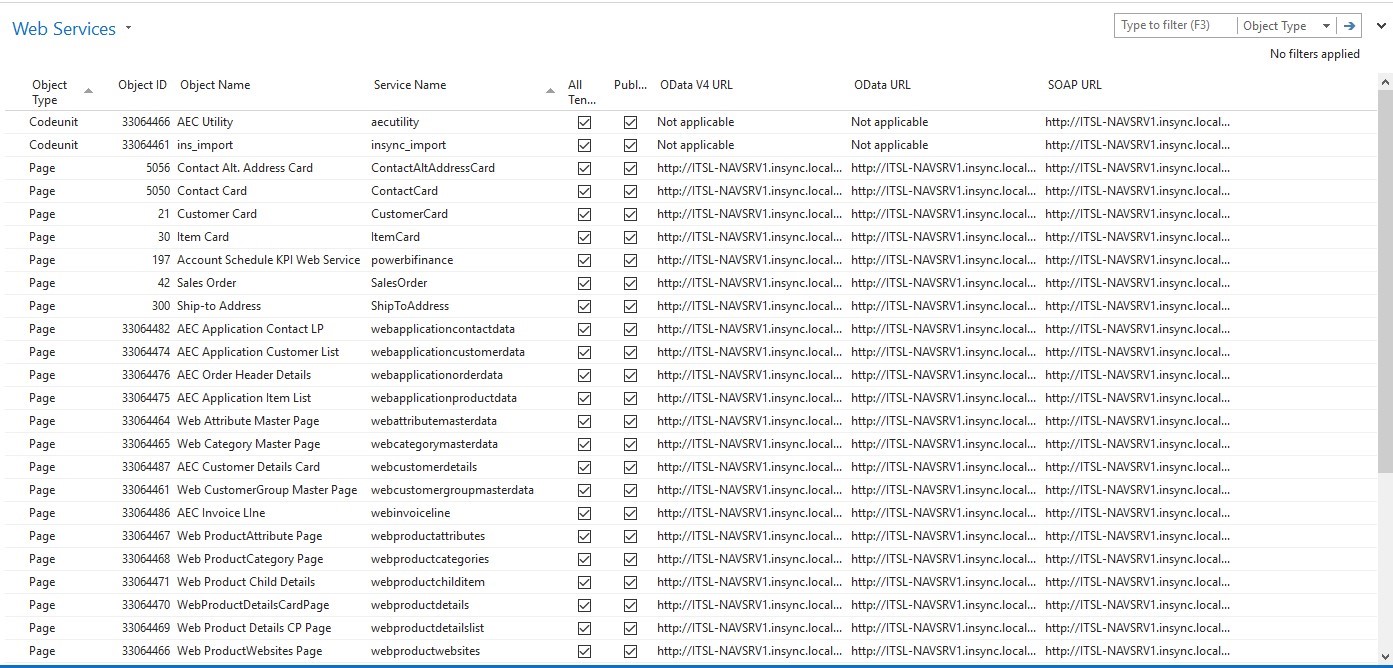 Web Services
Type to filter (F3) Object Type
No filters applied
Object Type Object ID Object Name Service Name All Ten... Publ... OData V4 URL OData URL SOAP URL
Codeunit 33064466 AEC Utility aecutility Not applicable Not applicable http://ITSL-NAVSRV1.insync.local...
Codeunit 33064461 ins_import insync_import Not applicable Not applicable http://ITSL-NAVSRV1.insync.local...
Page 5056 Contact Alt. Address Card ContactAltAddressCard http://ITSL-NAVSRV1.insync.local... http://ITSL-NAVSRV1.insync.local... http://ITSL-NAVSRV1.insync.local...
Page 5050 Contact Card ContactCard http://ITSL-NAVSRV1.insync.local... http://ITSL-NAVSRV1.insync.local... http://ITSL-NAVSRV1.insync.local...
Page 21 Customer Card CustomerCard http://ITSL-NAVSRV1.insync.local... http://ITSL-NAVSRV1.insync.local... http://ITSL-NAVSRV1.insync.local...
Page 30 Item Card ItemCard http://ITSL-NAVSRV1.insync.local... http://ITSL-NAVSRV1.insync.local... http://ITSL-NAVSRV1.insync.local...
Page 197 Account Schedule KPI Web Service powerbifinance http://ITSL-NAVSRV1.insync.local... http://ITSL-NAVSRV1.insync.local... http://ITSL-NAVSRV1.insync.local...
Page 42 Sales Order SalesOrder http://ITSL-NAVSRV1.insync.local... http://ITSL-NAVSRV1.insync.local... http://ITSL-NAVSRV1.insync.local...
Page 300 Ship-to Address ShipToAddress http://ITSL-NAVSRV1.insync.local... http://ITSL-NAVSRV1.insync.local... http://ITSL-NAVSRV1.insync.local...
Page 33064482 AEC Application Contact LP webapplicationcontactdata http://ITSL-NAVSRV1.insync.local... http://ITSL-NAVSRV1.insync.local... http://ITSL-NAVSRV1.insync.local...
Page 33064474 AEC Application Customer List webapplicationcustomerdata http://ITSL-NAVSRV1.insync.local... http://ITSL-NAVSRV1.insync.local... http://ITSL-NAVSRV1.insync.local...
Page 33064476 AEC Order Header Details webapplicationorderdata http://ITSL-NAVSRV1.insync.local... http://ITSL-NAVSRV1.insync.local... http://ITSL-NAVSRV1.insync.local...
Page 33064475 AEC Application Item List webapplicationproductdata http://ITSL-NAVSRV1.insync.local... http://ITSL-NAVSRV1.insync.local... http://ITSL-NAVSRV1.insync.local...
Page 33064464 Web Attribute Master Page webattributemasterdata http://ITSL-NAVSRV1.insync.local... http://ITSL-NAVSRV1.insync.local... http://ITSL-NAVSRV1.insync.local...
Page 33064465 Web Category Master Page webcategorymasterdata http://ITSL-NAVSRV1.insync.local... http://ITSL-NAVSRV1.insync.local... http://ITSL-NAVSRV1.insync.local...
Page 33064487 AEC Customer Details Card webcustomerdetails http://ITSL-NAVSRV1.insync.local... http://ITSL-NAVSRV1.insync.local... http://ITSL-NAVSRV1.insync.local...
Page 33064461 Web CustomerGroup Master Page webcustomergroupmasterdata http://ITSL-NAVSRV1.insync.local... http://ITSL-NAVSRV1.insync.local... http://ITSL-NAVSRV1.insync.local...
Page 33064486 AEC Invoice LIne webinvoiceline http://ITSL-NAVSRV1.insync.local... http://ITSL-NAVSRV1.insync.local... http://ITSL-NAVSRV1.insync.local...
Page 33064467 Web ProductAttribute Page webproductattributes http://ITSL-NAVSRV1.insync.local... http://ITSL-NAVSRV1.insync.local... http://ITSL-NAVSRV1.insync.local...
Page 33064468 Web ProductCategory Page webproductcategories http://ITSL-NAVSRV1.insync.local... http://ITSL-NAVSRV1.insync.local... http://ITSL-NAVSRV1.insync.local...
Page 33064471 Web Product Child Details webproductchilditem http://ITSL-NAVSRV1.insync.local... http://ITSL-NAVSRV1.insync.local... http://ITSL-NAVSRV1.insync.local...
Page 33064470 WebProductDetailsCardPage webproductdetails http://ITSL-NAVSRV1.insync.local... http://ITSL-NAVSRV1.insync.local... http://ITSL-NAVSRV1.insync.local...
Page 33064469 Web Product Details CP Page webproductdetailslist http://ITSL-NAVSRV1.insync.local... http://ITSL-NAVSRV1.insync.local... http://ITSL-NAVSRV1.insync.local...
Page 33064466 Web ProductWebsites Page webproductwebsites http://ITSL-NAVSRV1.insync.local... http://ITSL-NAVSRV1.insync.local... http://ITSL-NAVSRV1.insync.local...